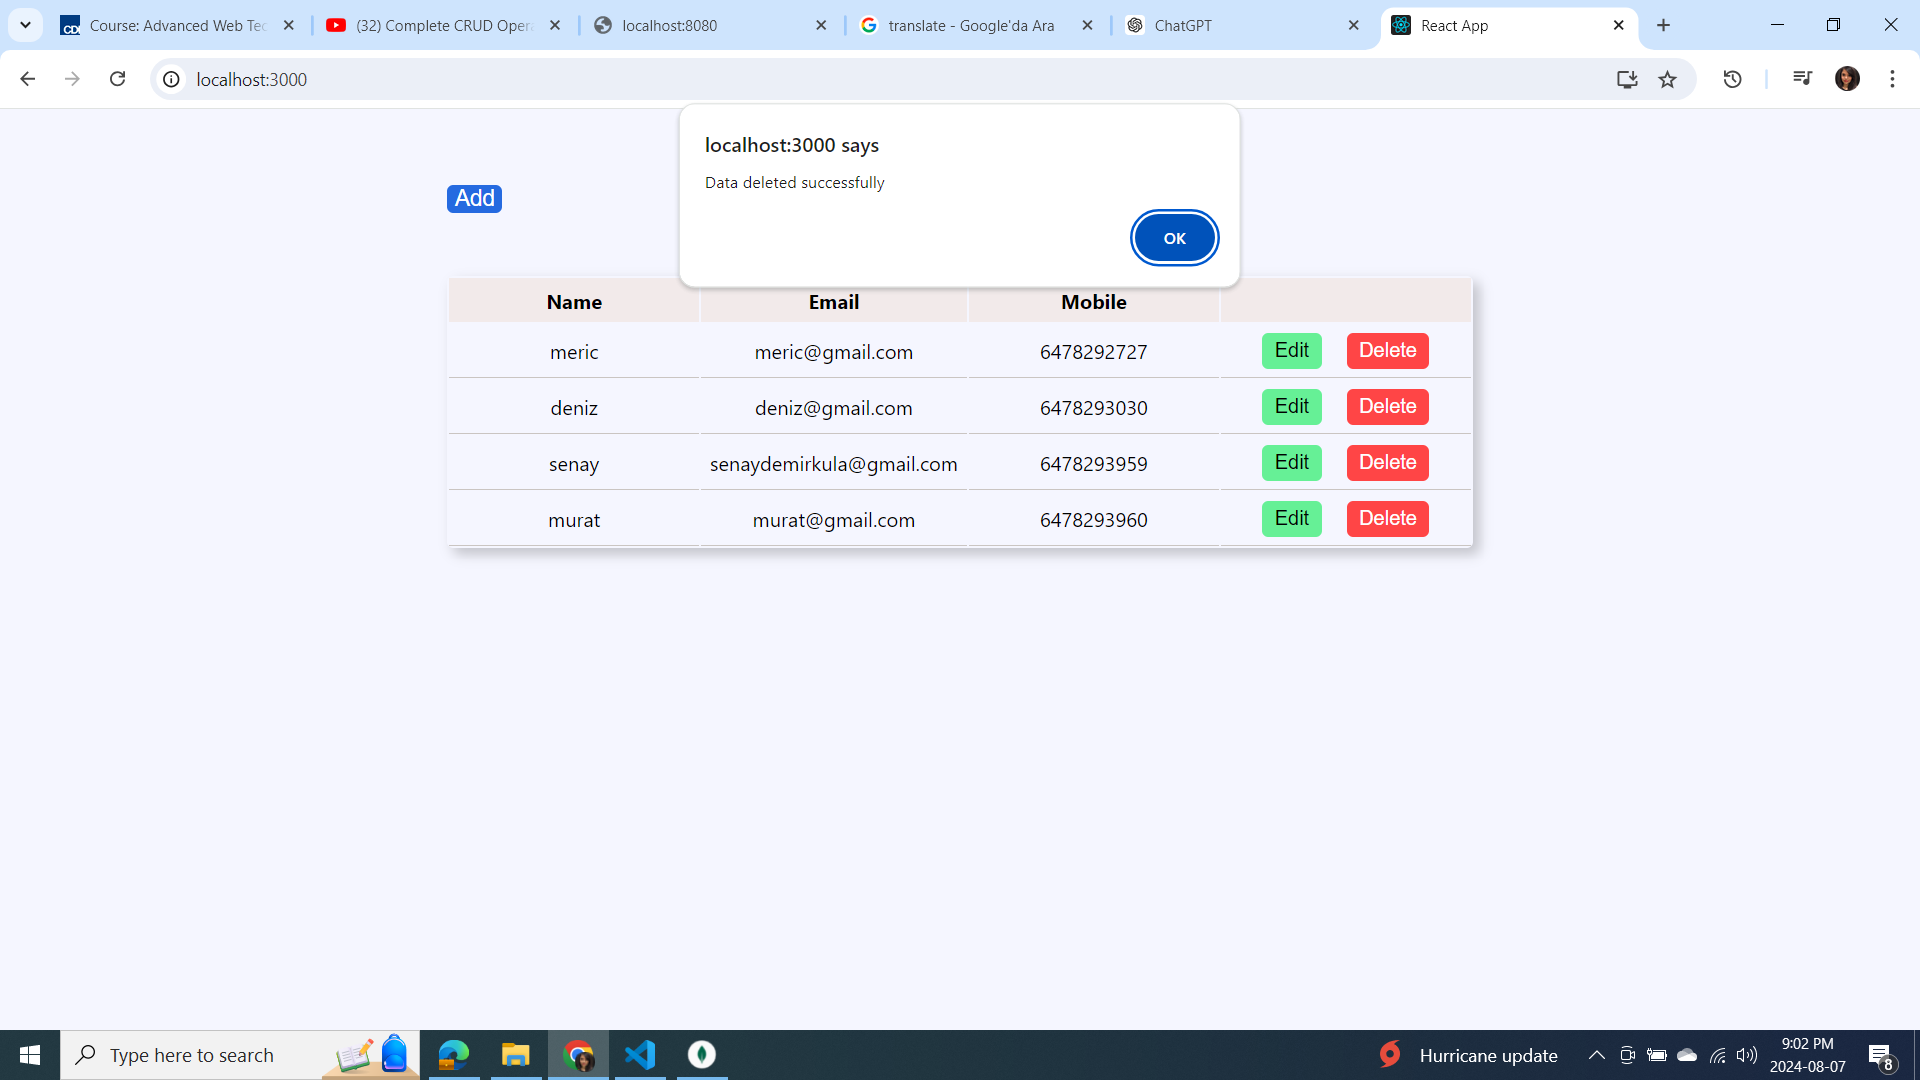 Course: Advanced Web Tec
(32) Complete CRUD Opera
localhost:8080
translate - Google'da Ara
ChatGPT
React App
localhost:3000
localhost:3000 says
Data deleted successfully
OK
Add
Name Email Mobile
meric meric@gmail.com 6478292727 Edit Delete
deniz deniz@gmail.com 6478293030 Edit Delete
senay senaydemirkula@gmail.com 6478293959 Edit Delete
murat murat@gmail.com 6478293960 Edit Delete
Type here to search
Hurricane update
9:02 PM
2024-08-07
8